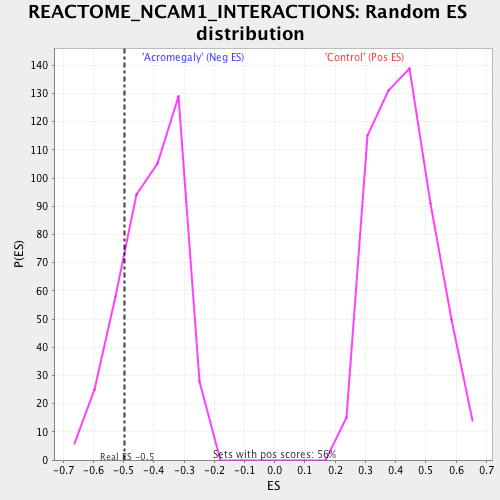 REACTOME_NCAM1_INTERACTIONS: Random ES
distribution
'Acromegaly' (Neg ES) 'Control' (Pos ES)
140
130
120
110
100
90
80
70
60
50
40
30
20
10
0
P(ES)
Real ES -0.5 Sets with pos scores: 56%
-0.7 -0.6 -0.5 -0.4 -0.3 -0.2 -0.1 0.0 0.1 0.2 0.3 0.4 0.5 0.6 0.7
ES